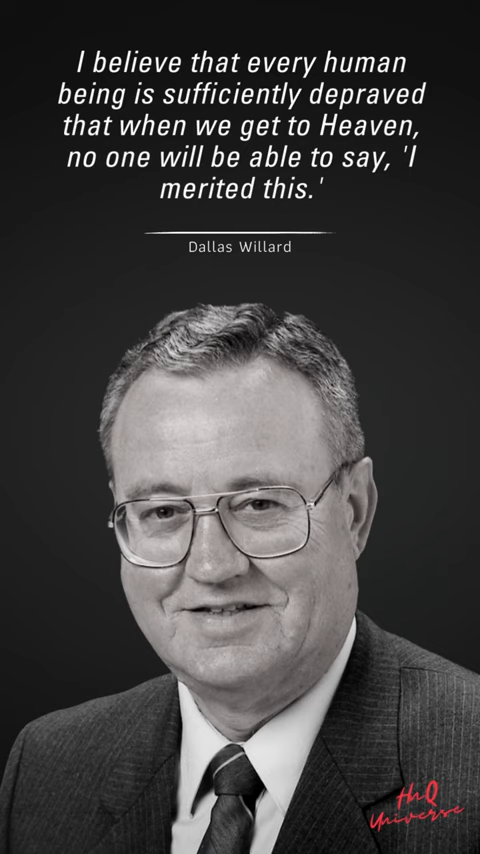 I believe that every human
being is sufficiently depraved
that when we get to Heaven,
no one will be able to say, 'I
merited this.'
Dallas Willard
HnQ
Universe